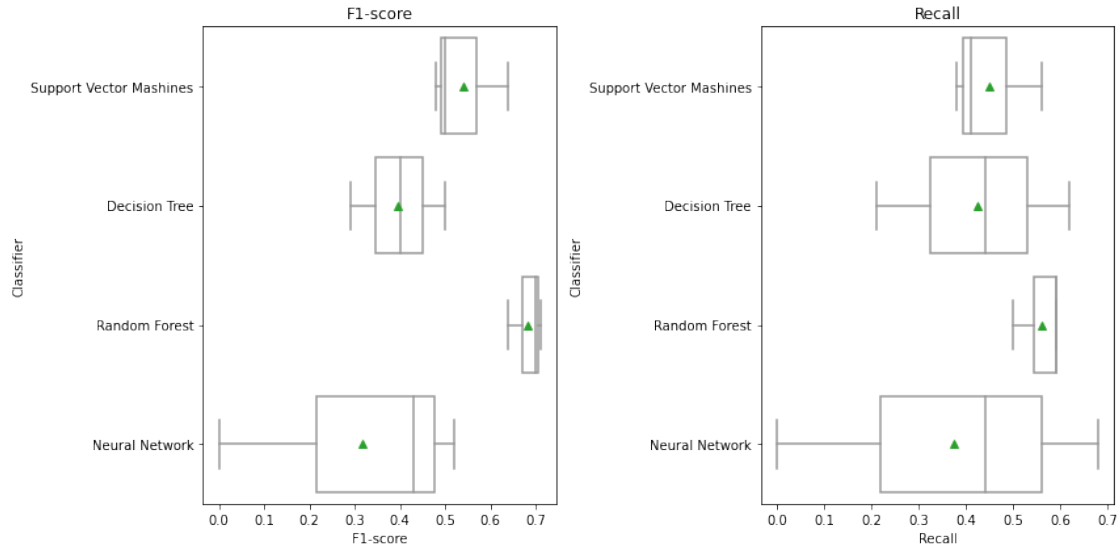 F1-score
Support Vector Mashines
Decision Tree
Random Forest
Neural Network
Classifier
0.0 0.1 0.2 0.3 0.4 0.5 0.6 0.7
F1-score
Recall
Support Vector Mashines
Decision Tree
Random Forest
Neural Network
Classifier
0.0 0.1 0.2 0.3 0.4 0.5 0.6 0.7
Recall